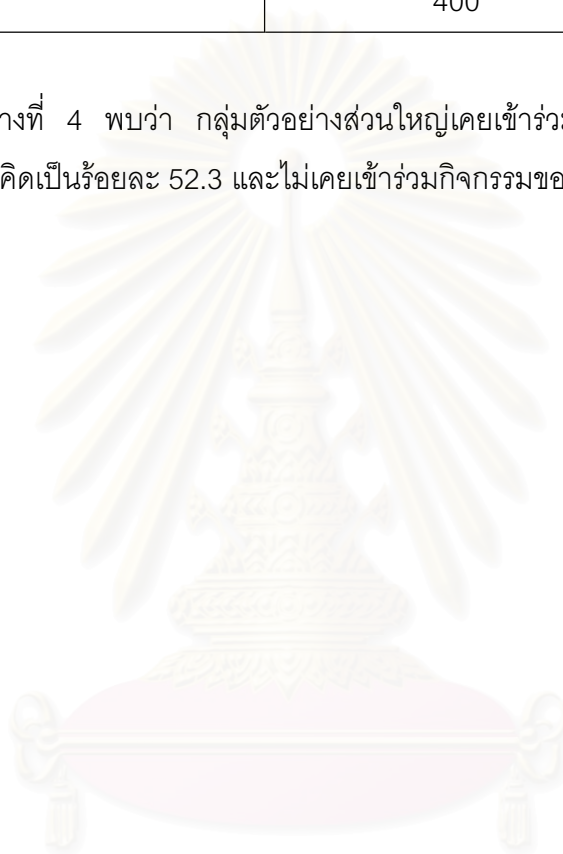 400
างที่ 4 พบว่า กลุ่มตัวอย่างส่วนใหญ่เคยเข้าร่วม
คิดเป็นร้อยละ 52.3 และไม่เคยเข้าร่วมกิจกรรมขอ